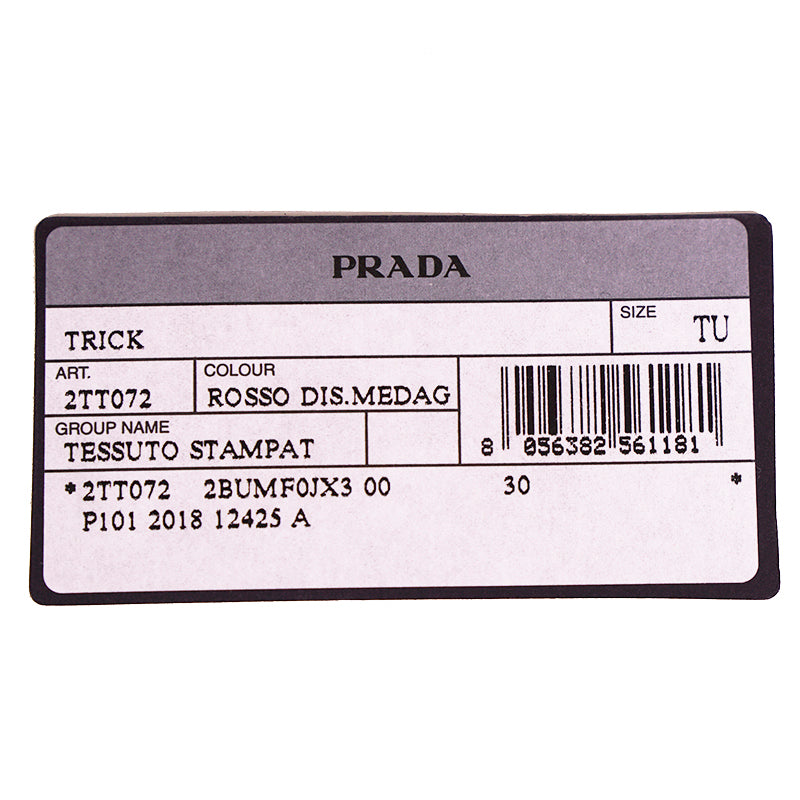 PRADA
TRICK
SIZE
TU
ART.
2TT072
COLOUR
ROSSO DIS.MEDAG
GROUP NAME
TESSUTO STAMPAT
8 056382 561181
*2TT072 2BUMF0JX3 00 30 *
P101 2018 12425 A